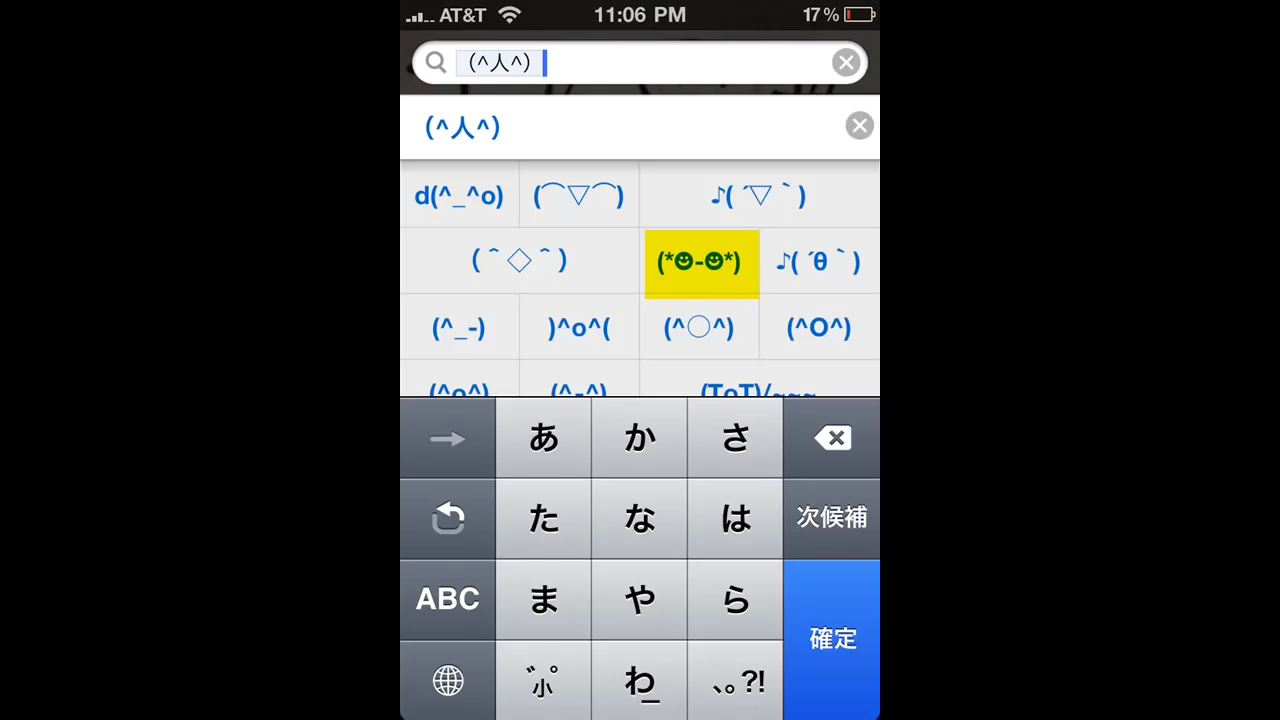 AT&T 11:06 PM 17%
(^人^)
(^人^)
d(^_^o) (⌒▽⌒) ♪( ´▽｀)
(＾◇＾) (*☻-☻*) ♪( ´θ｀)
(^_-) )^o^( (^○^) (^O^)
(^o^) (^-^) (ToT)/~~~
→ あ か さ
た な は 次候補
ABC ま や ら 確定
゛゜小 わ_ 、。?!